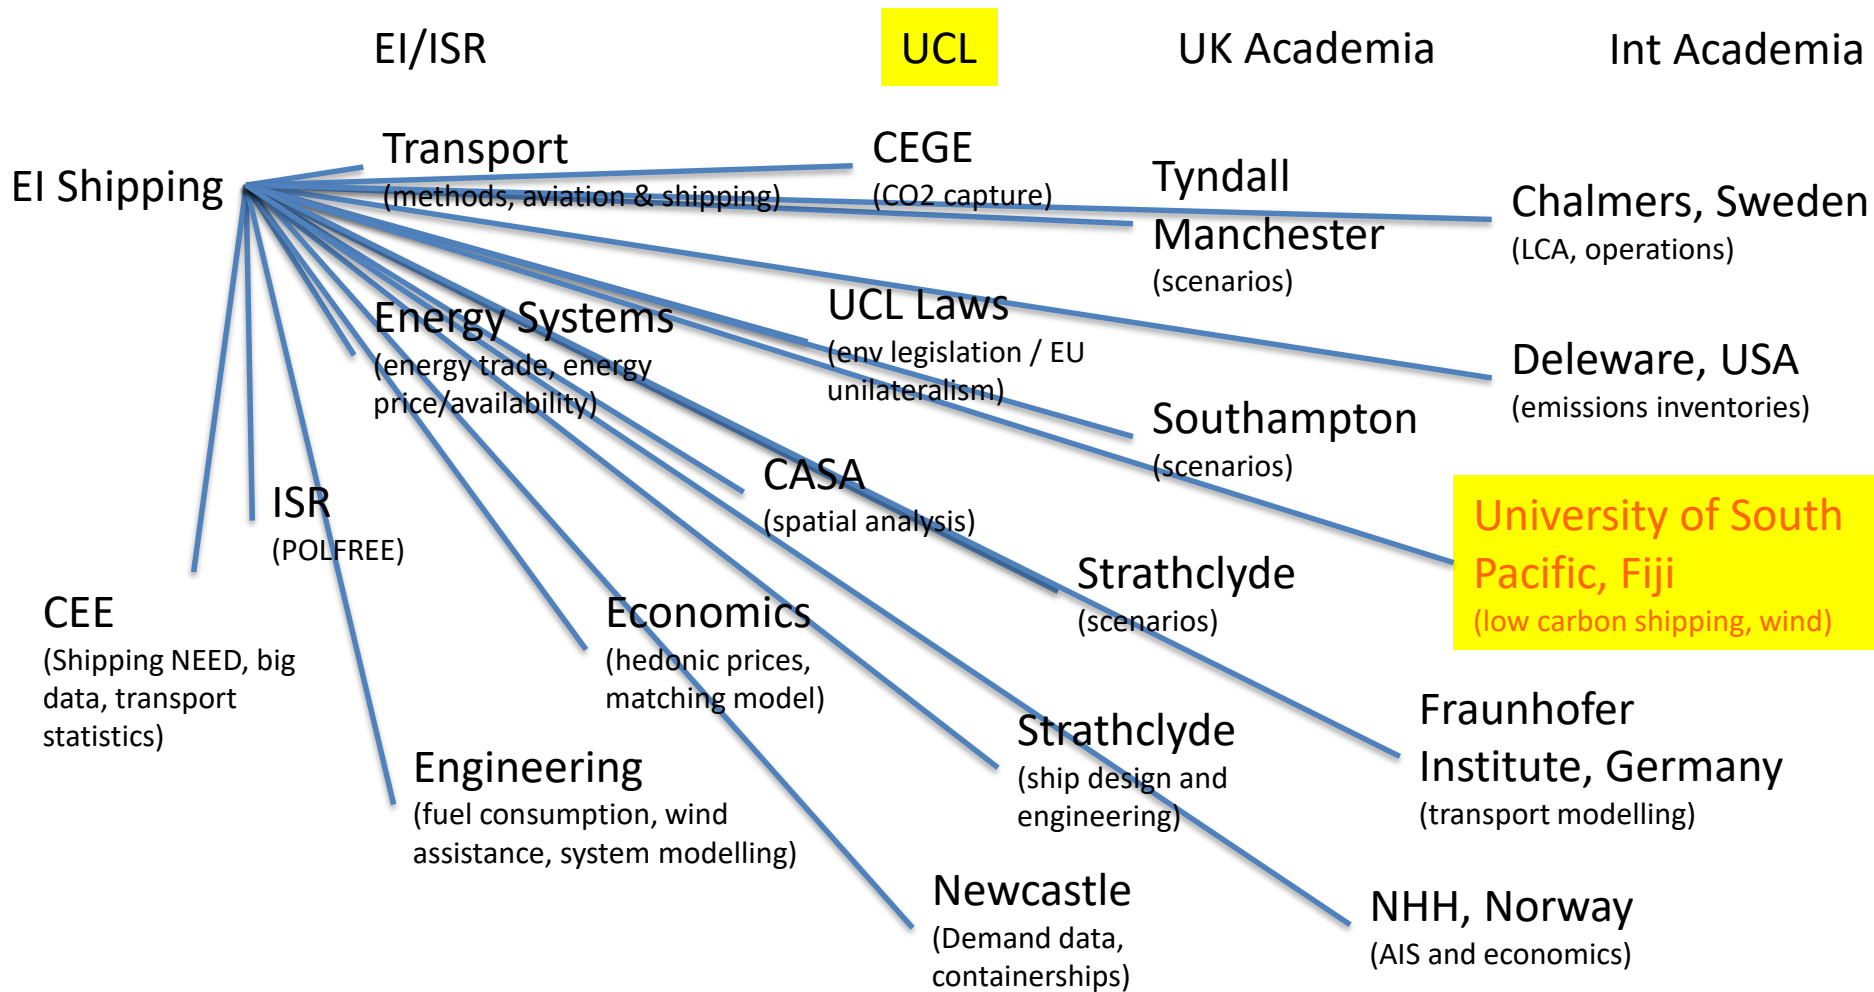 EI/ISR
UCL
UK Academia
Int Academia
EI Shipping
Transport
(methods, aviation & shipping)
CEGE
(CO2 capture)
Tyndall
Manchester
(scenarios)
Chalmers, Sweden
(LCA, operations)
Energy Systems
(energy trade, energy
price/availability)
UCL Laws
(env legislation / EU
unilateralism)
Deleware, USA
(emissions inventories)
Southampton
(scenarios)
ISR
(POLFREE)
CASA
(spatial analysis)
University of South
Pacific, Fiji
(low carbon shipping, wind)
CEE
(Shipping NEED, big
data, transport
statistics)
Economics
(hedonic prices,
matching model)
Strathclyde
(scenarios)
Engineering
(fuel consumption, wind
assistance, system modelling)
Strathclyde
(ship design and
engineering)
Fraunhofer
Institute, Germany
(transport modelling)
Newcastle
(Demand data,
containerships)
NHH, Norway
(AIS and economics)